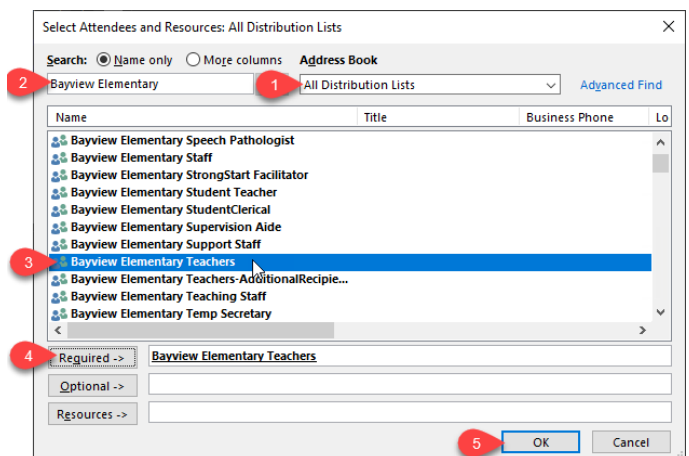 Select Attendees and Resources: All Distribution Lists
Search: Name only More columns Address Book
2 Bayview Elementary 1 All Distribution Lists Advanced Find
Name Title Business Phone Lo
Bayview Elementary Speech Pathologist
Bayview Elementary Staff
Bayview Elementary StrongStart Facilitator
Bayview Elementary Student Teacher
Bayview Elementary StudentClerical
Bayview Elementary Supervision Aide
Bayview Elementary Support Staff
3 Bayview Elementary Teachers
Bayview Elementary Teachers-AdditionalRecipie...
Bayview Elementary Teaching Staff
Bayview Elementary Temp Secretary
4 Required -> Bayview Elementary Teachers
Optional ->
Resources ->
5 OK Cancel